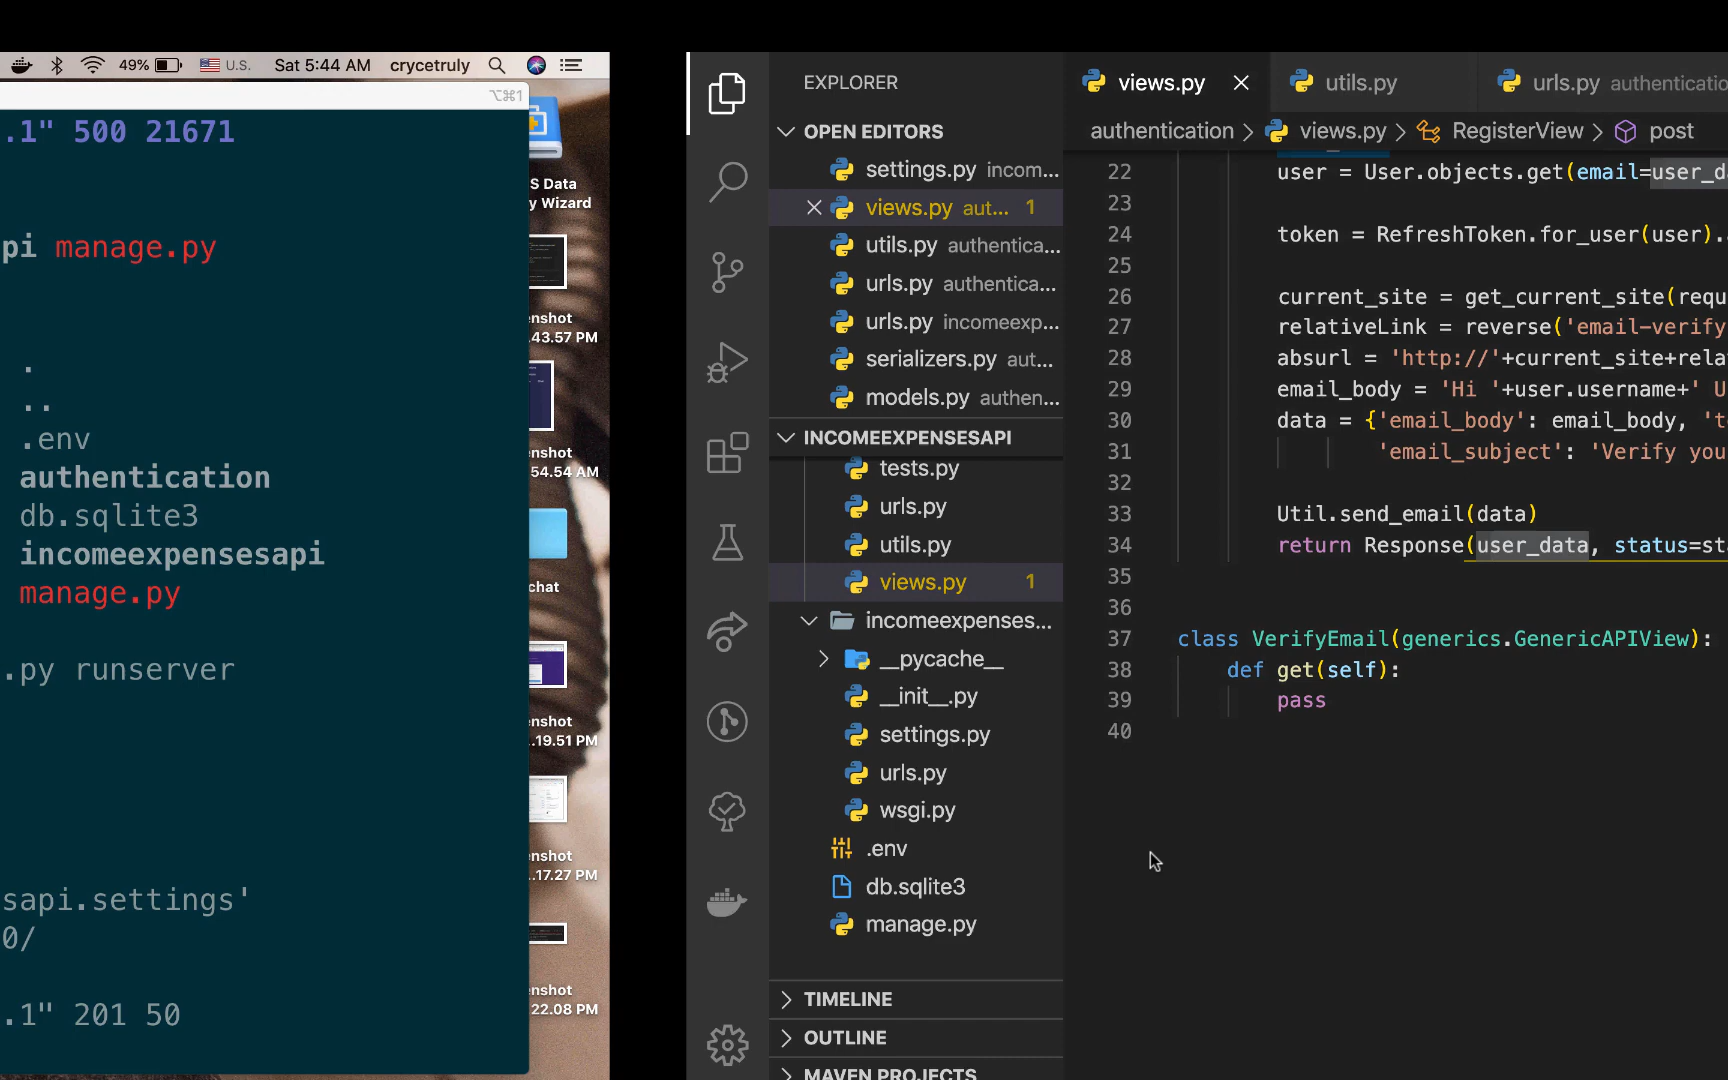 49% U.S. Sat 5:44 AM crycetruly
⌥⌘1
.1" 500 21671
pi manage.py
.
..
.env
authentication
db.sqlite3
incomeexpensesapi
manage.py
.py runserver
sapi.settings'
0/
.1" 201 50
S Data
y Wizard
enshot
.43.57 PM
enshot
54.54 AM
chat
enshot
.19.51 PM
enshot
.17.27 PM
enshot
22.08 PM
EXPLORER
OPEN EDITORS
settings.py incom...
views.py aut... 1
utils.py authentica...
urls.py authentica...
urls.py incomeexp...
serializers.py aut...
models.py authen...
INCOMEEXPENSESAPI
tests.py
urls.py
utils.py
views.py 1
incomeexpenses...
__pycache__
__init__.py
settings.py
urls.py
wsgi.py
.env
db.sqlite3
manage.py
TIMELINE
OUTLINE
MAVEN PROJECTS
views.py utils.py urls.py authenticatio
authentication > views.py > RegisterView > post
22 user = User.objects.get(email=user_d
23
24 token = RefreshToken.for_user(user).
25
26 current_site = get_current_site(requ
27 relativeLink = reverse('email-verify
28 absurl = 'http://'+current_site+rela
29 email_body = 'Hi '+user.username+' U
30 data = {'email_body': email_body, 't
31 'email_subject': 'Verify you
32
33 Util.send_email(data)
34 return Response(user_data, status=st
35
36
37 class VerifyEmail(generics.GenericAPIView):
38 def get(self):
39 pass
40